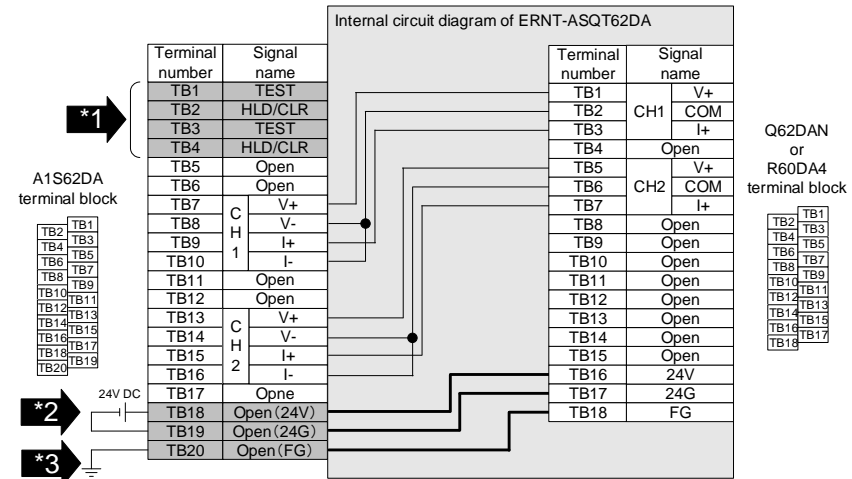 Internal circuit diagram of ERNT-ASQT62DA
Terminal number Signal name
TB1 TEST
TB2 HLD/CLR
TB3 TEST
TB4 HLD/CLR
TB5 Open
TB6 Open
CH1
TB7 V+
TB8 V-
TB9 I+
TB10 I-
TB11 Open
TB12 Open
CH2
TB13 V+
TB14 V-
TB15 I+
TB16 I-
TB17 Opne
TB18 Open(24V)
TB19 Open(24G)
TB20 Open(FG)
*1
A1S62DA
terminal block
TB1
TB2
TB3
TB4
TB5
TB6
TB7
TB8
TB9
TB10
TB11
TB12
TB13
TB14
TB15
TB16
TB17
TB18
TB19
TB20
24V DC
*2
*3
Terminal number Signal name
CH1
TB1 V+
TB2 COM
TB3 I+
TB4 Open
CH2
TB5 V+
TB6 COM
TB7 I+
TB8 Open
TB9 Open
TB10 Open
TB11 Open
TB12 Open
TB13 Open
TB14 Open
TB15 Open
TB16 24V
TB17 24G
TB18 FG
Q62DAN
or
R60DA4
terminal block
TB1
TB2
TB3
TB4
TB5
TB6
TB7
TB8
TB9
TB10
TB11
TB12
TB13
TB14
TB15
TB16
TB17
TB18